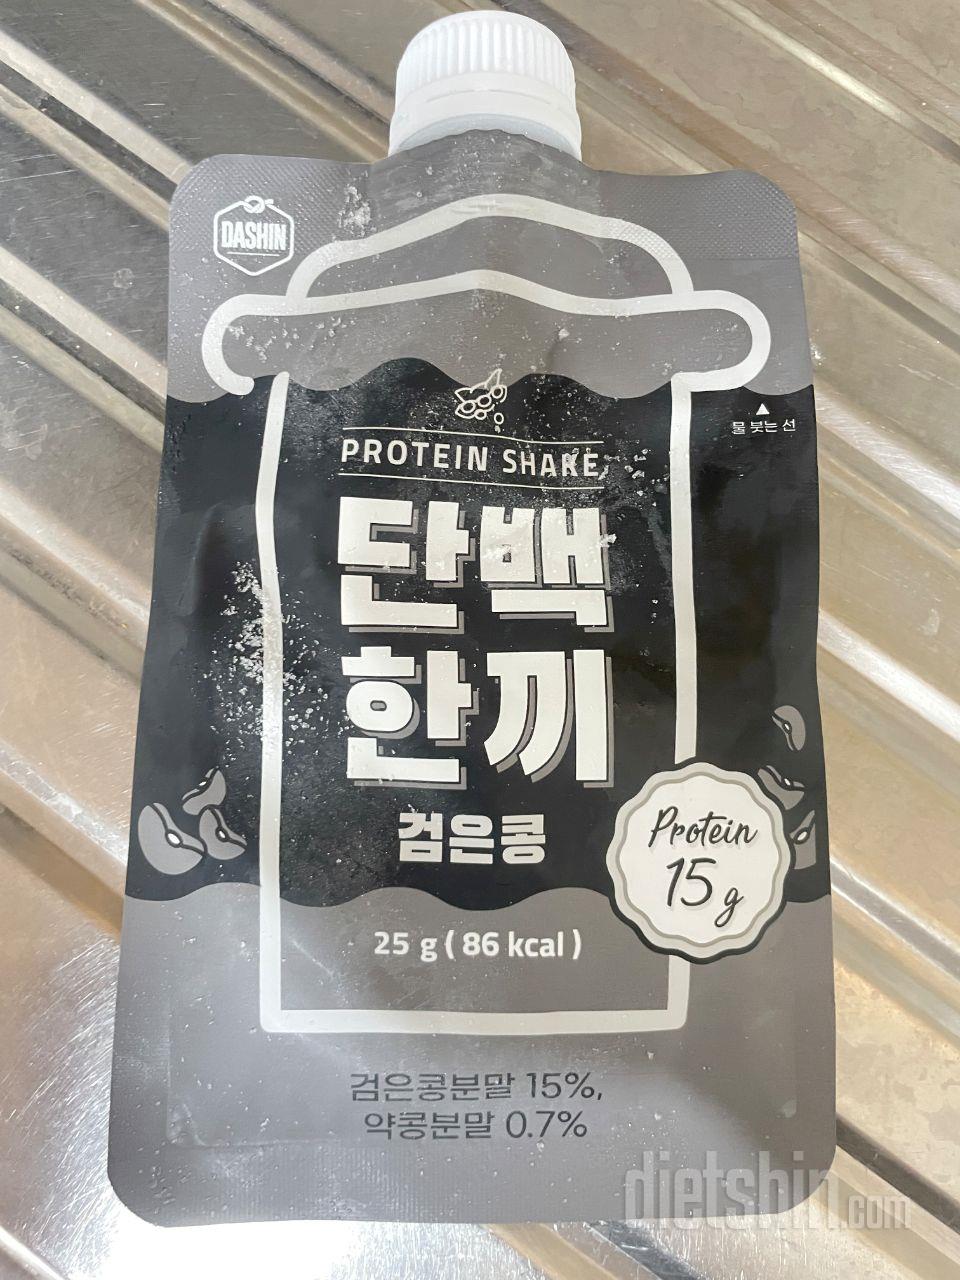 DASHIN
물 붓는 선
PROTEIN SHAKE
단백
한끼
검은콩
Protein
15 g
25 g ( 86 kcal )
검은콩분말 15%,
약콩분말 0.7%
dietshin.com